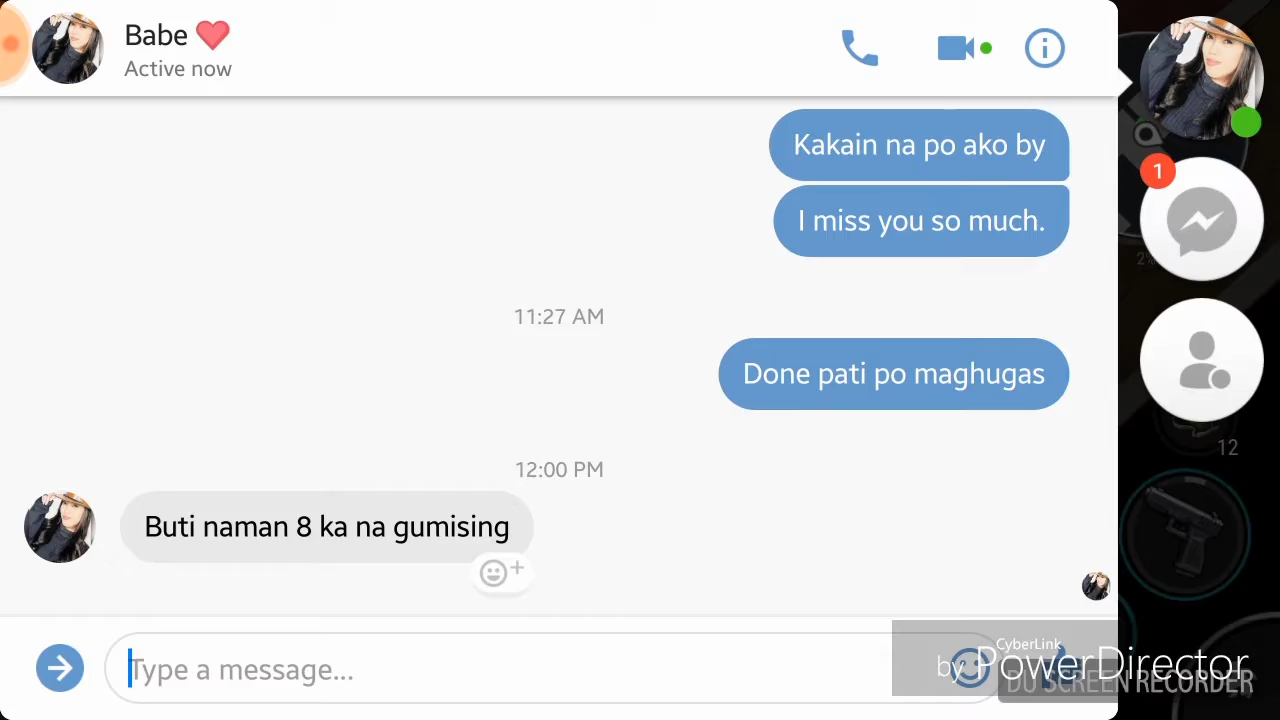 Babe ❤
Active now
Kakain na po ako by
1
I miss you so much.
11:27 AM
Done pati po maghugas
12
12:00 PM
Buti naman 8 ka na gumising
Type a message...
CyberLink
by PowerDirector
DU SCREEN RECORDER